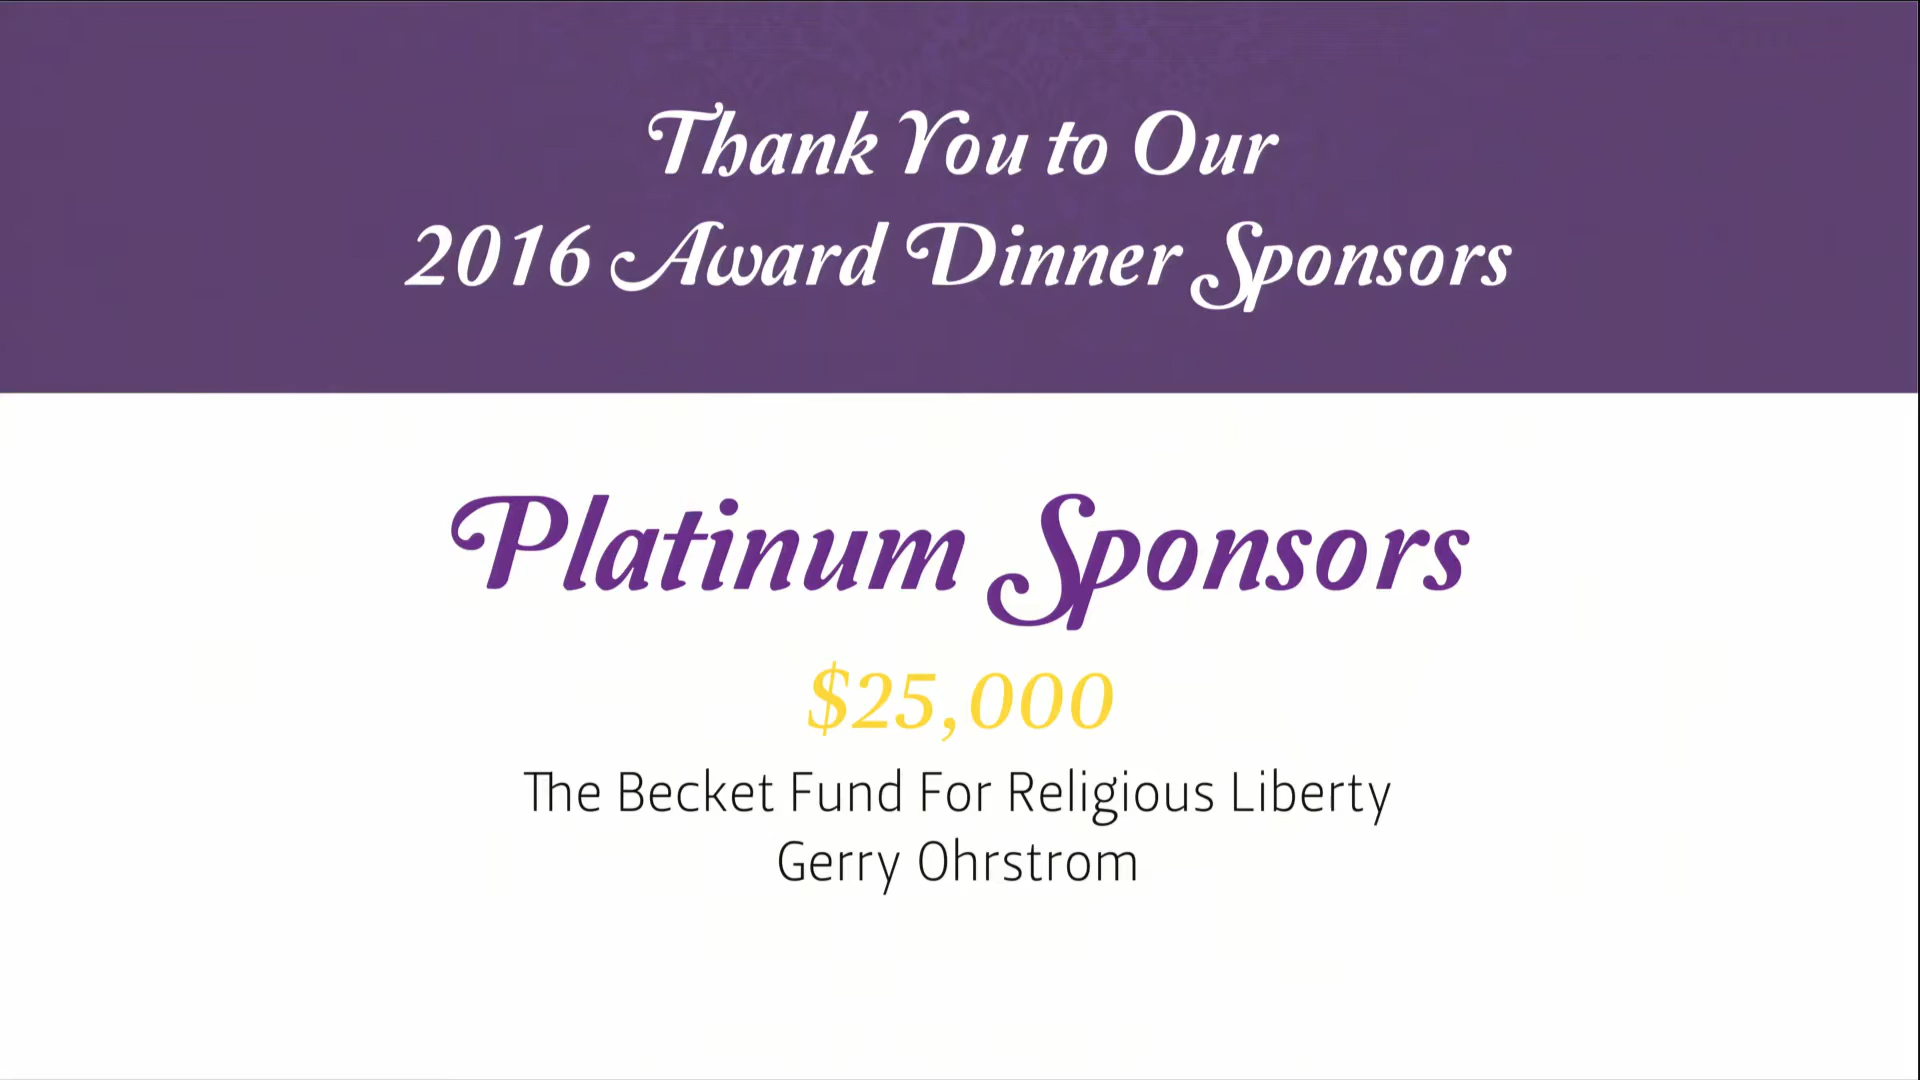 Thank You to Our
2016 Award Dinner Sponsors
Platinum Sponsors
$25,000
The Becket Fund For Religious Liberty
Gerry Ohrstrom